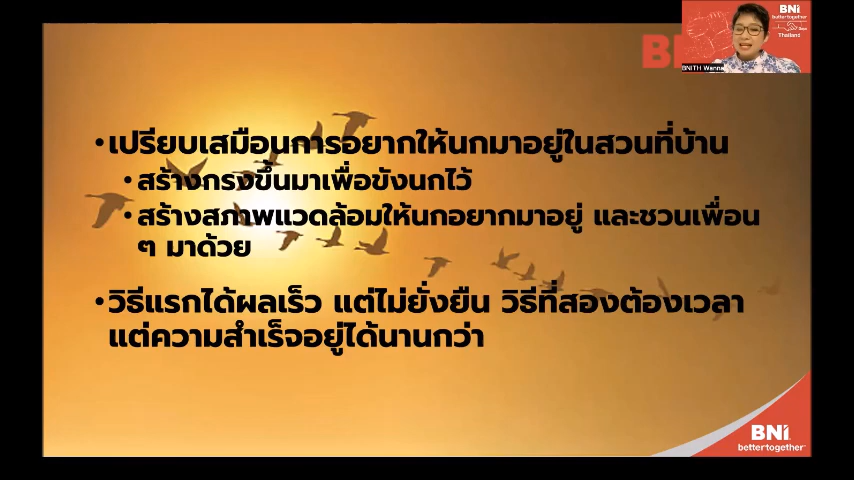 BNI
bettertogether
Thailand
BNITH Wanna
• เปรียบเสมือนการอยากให้นกมาอยู่ในสวนที่บ้าน
• สร้างกรงขึ้นมาเพื่อขังนกไว้
• สร้างสภาพแวดล้อมให้นกอยากมาอยู่ และชวนเพื่อน
ๆ มาด้วย
• วิธีแรกได้ผลเร็ว แต่ไม่ยั่งยืน วิธีที่สองต้องเวลา
แต่ความสำเร็จอยู่ได้นานกว่า
BNI
bettertogether